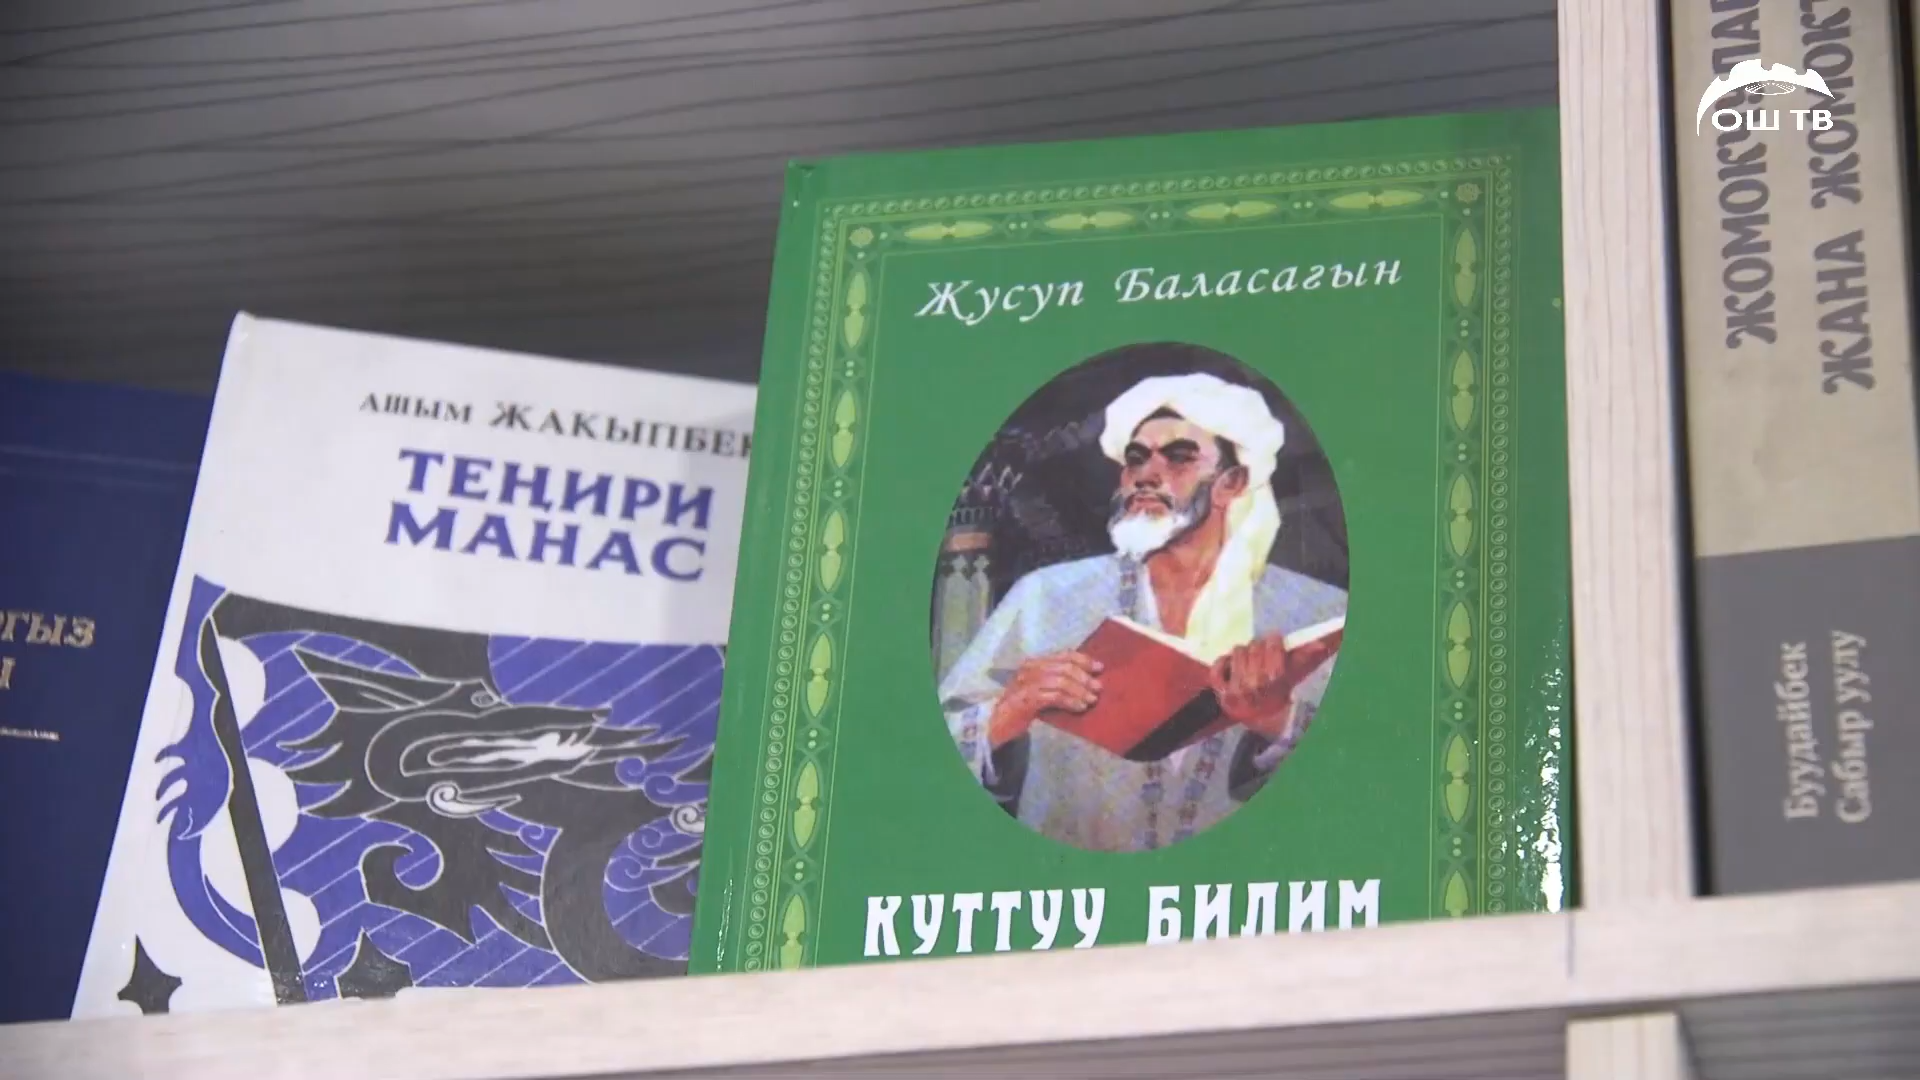 ОШ ТВ
АШЫМ ЖАКЫПБЕК
ТЕҢИРИ
МАНАС
Жусуп Баласагын
КУТТУУ БИЛИМ
ЖАНА
Буудайбек
Сабыр уулу